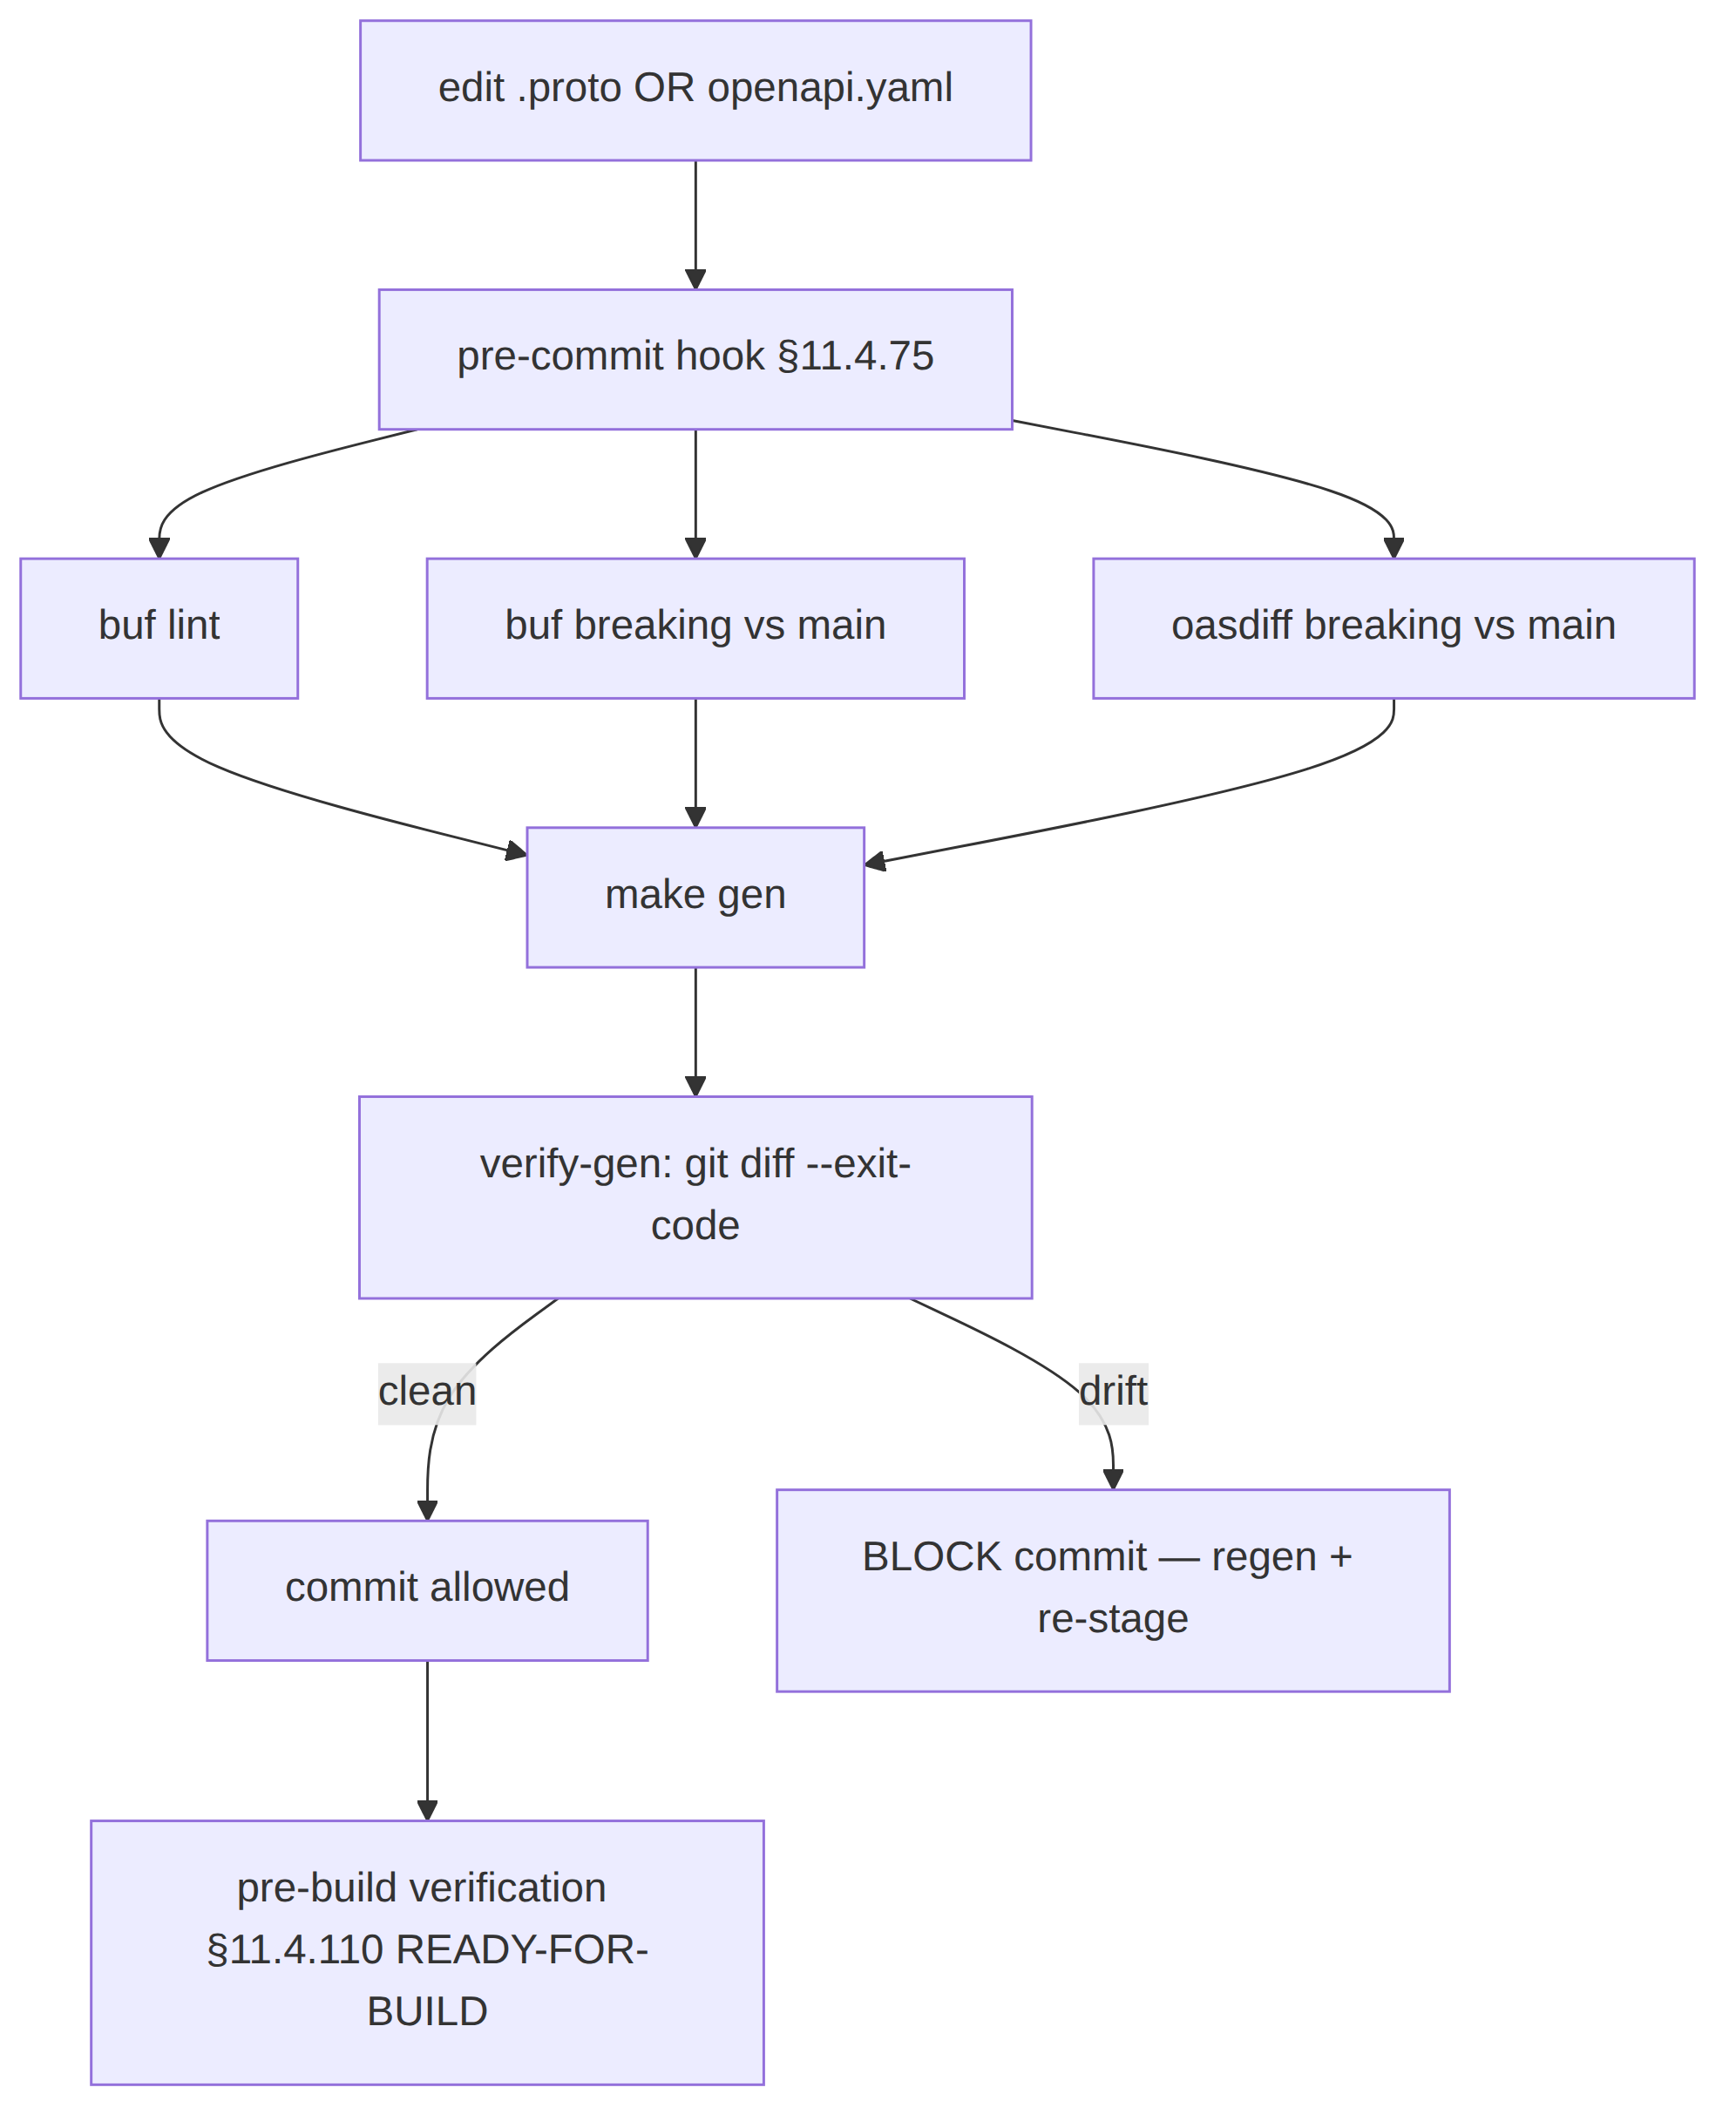 edit .proto OR openapi.yaml
pre-commit hook §11.4.75
buf lint
buf breaking vs main
oasdiff breaking vs main
make gen
verify-gen: git diff --exit-
code
clean
drift
commit allowed
BLOCK commit — regen +
re-stage
pre-build verification
§11.4.110 READY-FOR-
BUILD